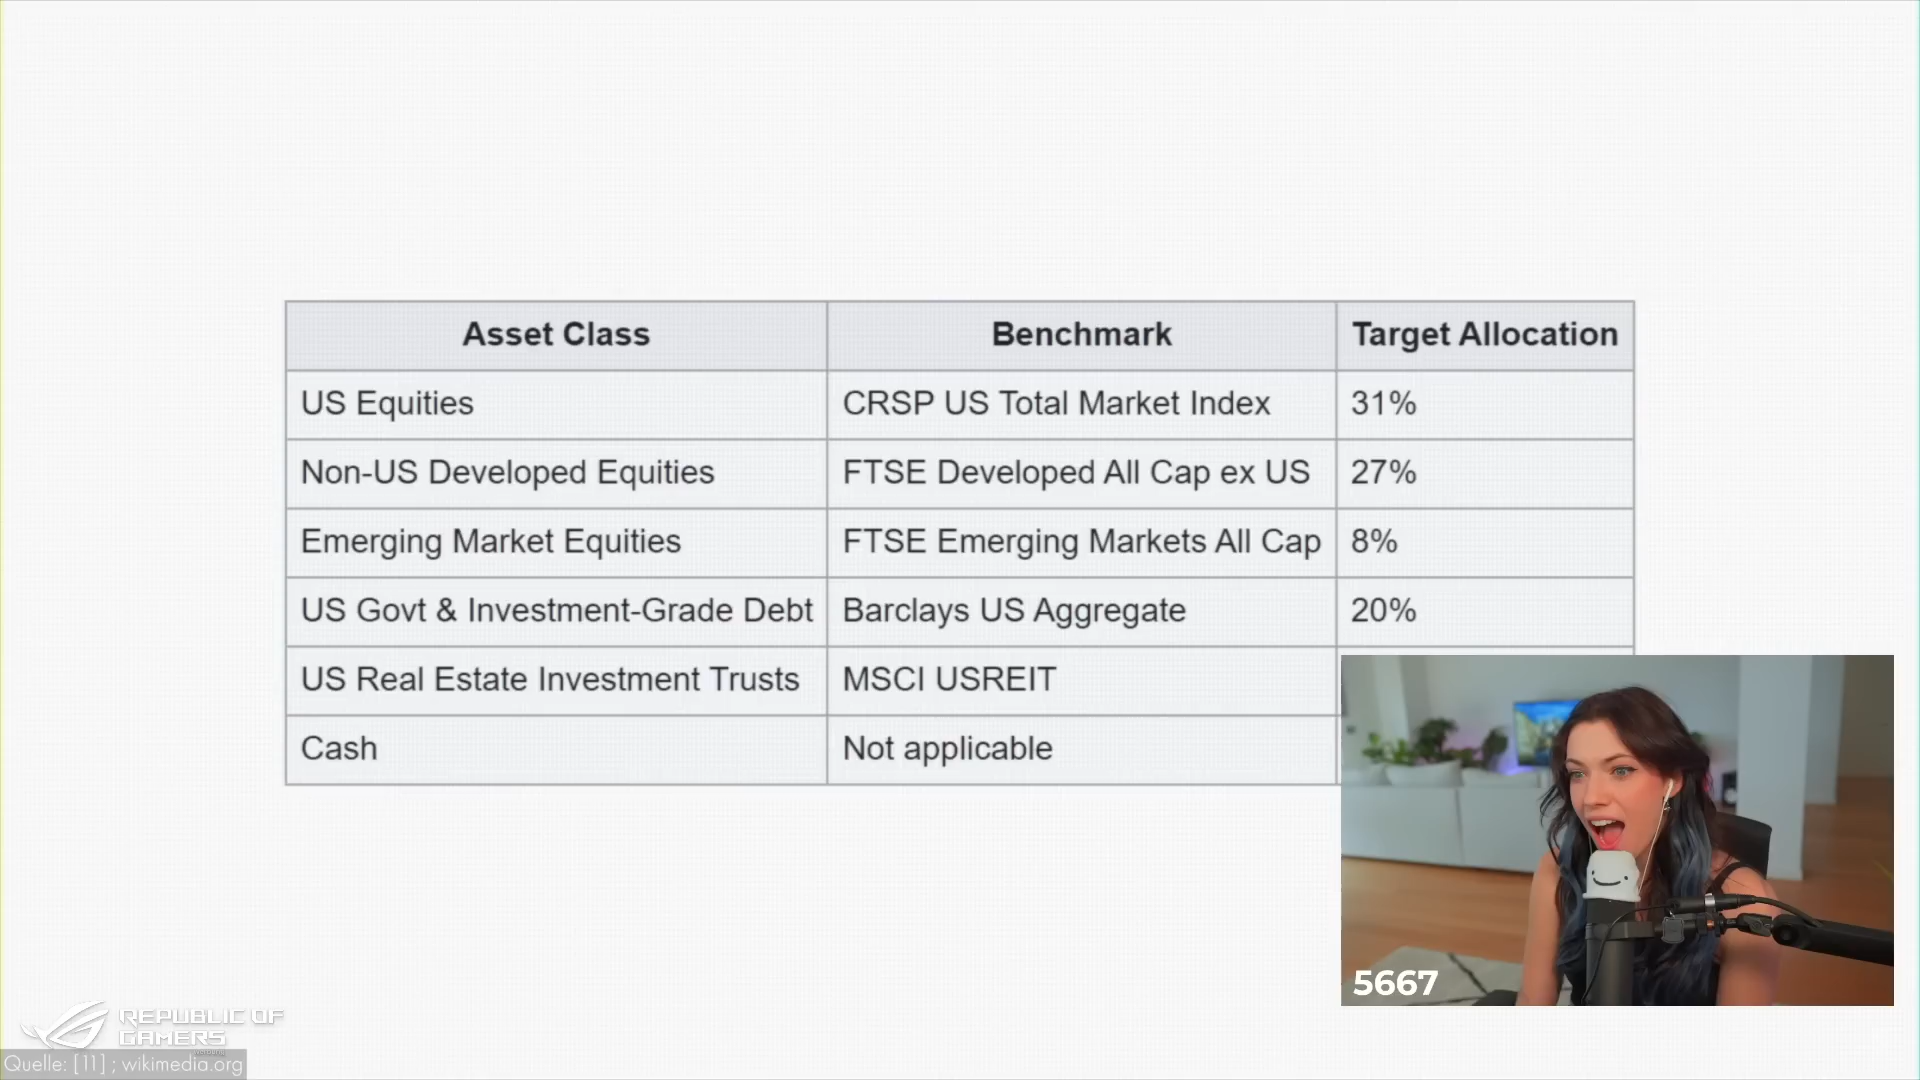 Asset Class Benchmark Target Allocation
US Equities CRSP US Total Market Index 31%
Non-US Developed Equities FTSE Developed All Cap ex US 27%
Emerging Market Equities FTSE Emerging Markets All Cap 8%
US Govt & Investment-Grade Debt Barclays US Aggregate 20%
US Real Estate Investment Trusts MSCI USREIT
Cash Not applicable
5667
REPUBLIC OF
GAMERS
Quelle: [11] ; wikimedia.org